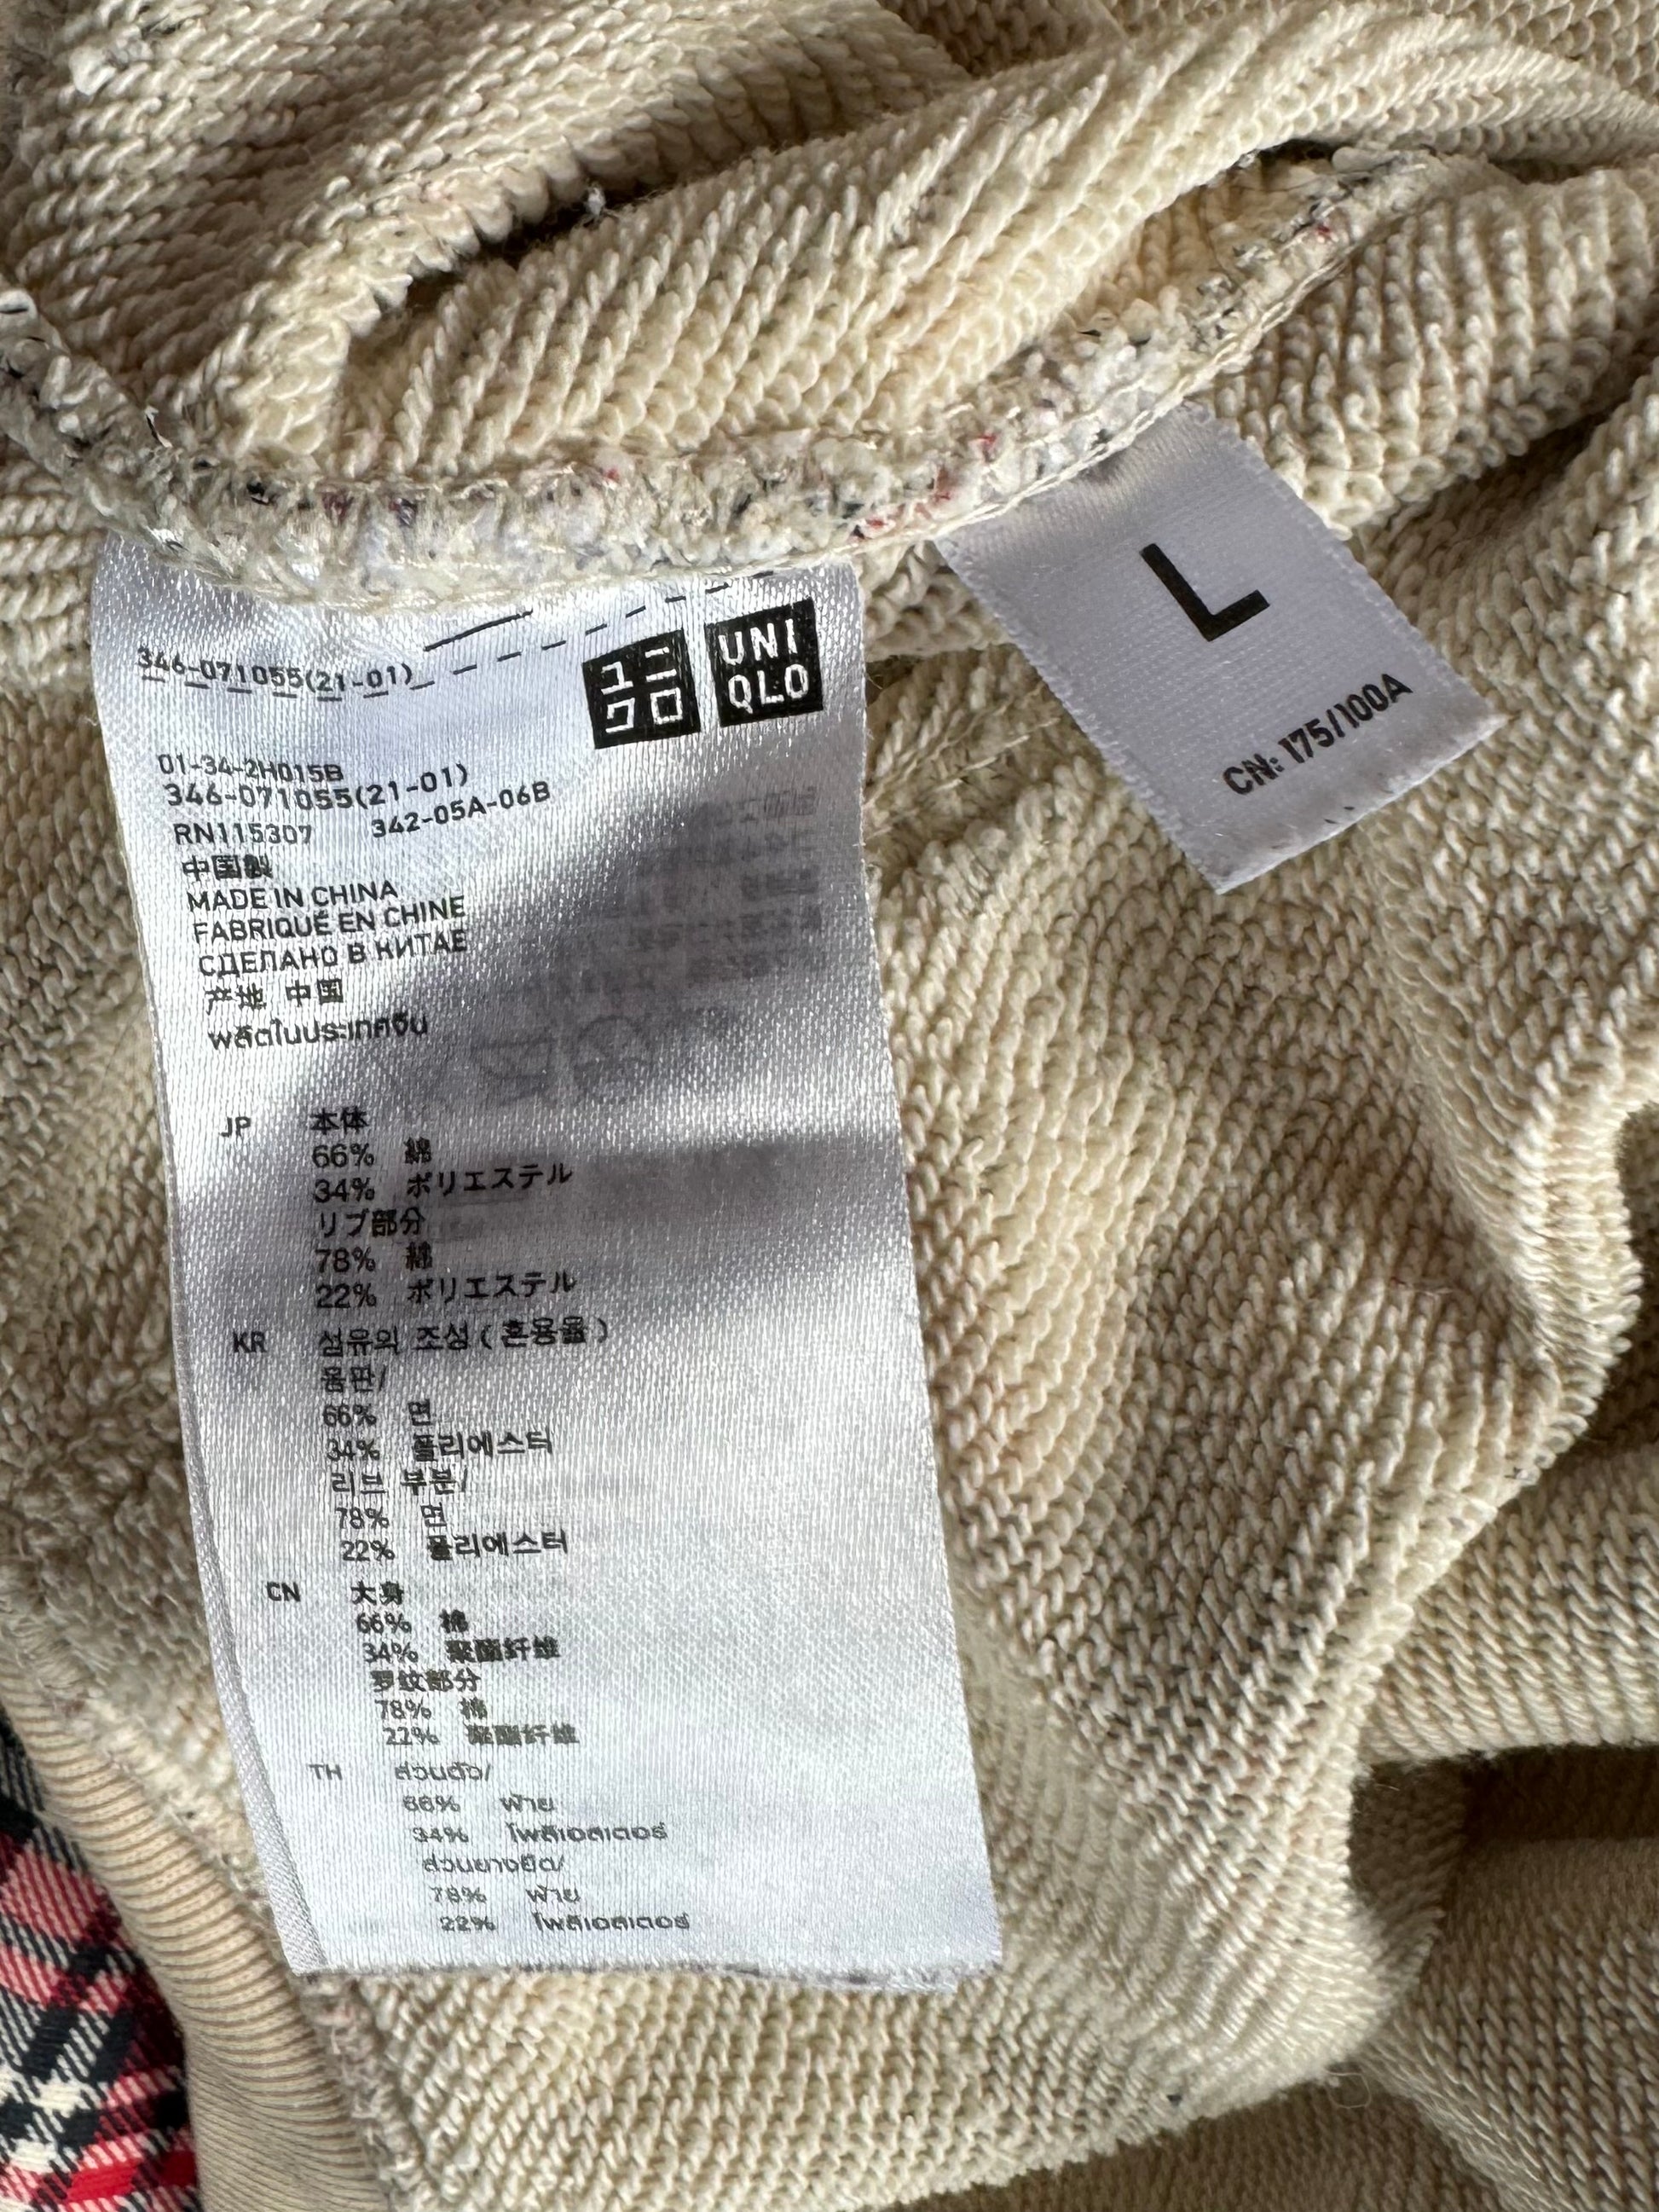 346-071055(21-01)
ユニ
クロ
UNI
QLO
L
CN: 175/100A
01-34-2H015B
346-071055(21-01)
RN115307 342-05A-06B
中国製
MADE IN CHINA
FABRIQUÉ EN CHINE
СДЕЛАНО В КИТАЕ
产地 中国
ผลิตในประเทศจีน
JP 本体
66% 綿
34% ポリエステル
リブ部分
78% 綿
22% ポリエステル
KR 섬유의 조성 ( 혼용율 )
몸판/
66% 면
34% 폴리에스터
리브 부분/
78% 면
22% 폴리에스터
CN 大身
66% 棉
34% 聚酯纤维
罗纹部分
78% 棉
22% 聚酯纤维
TH ส่วนตัว/
66% ฝ้าย
34% โพลีเอสเตอร์
ส่วนยางยืด/
78% ฝ้าย
22% โพลีเอสเตอร์